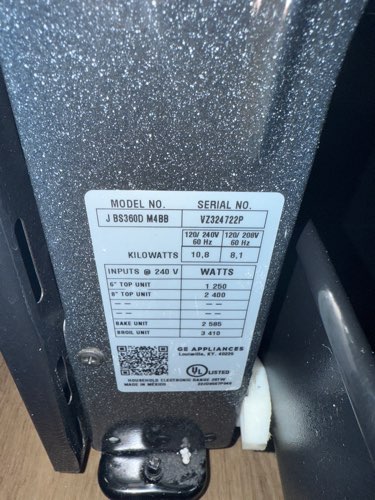 MODEL NO. SERIAL NO.
J BS360D M4BB VZ324722P
120/ 240V 120/ 208V
60 Hz 60 Hz
KILOWATTS 10,8 8,1
INPUTS @ 240 V WATTS
6" TOP UNIT 1 250
8" TOP UNIT 2 400
-- --
-- --
BAKE UNIT 2 585
BROIL UNIT 3 410
GE APPLIANCES
Louisville, KY. 40225
UL LISTED
HOUSEHOLD ELECTRONIC RANGE
MADE IN MEXICO